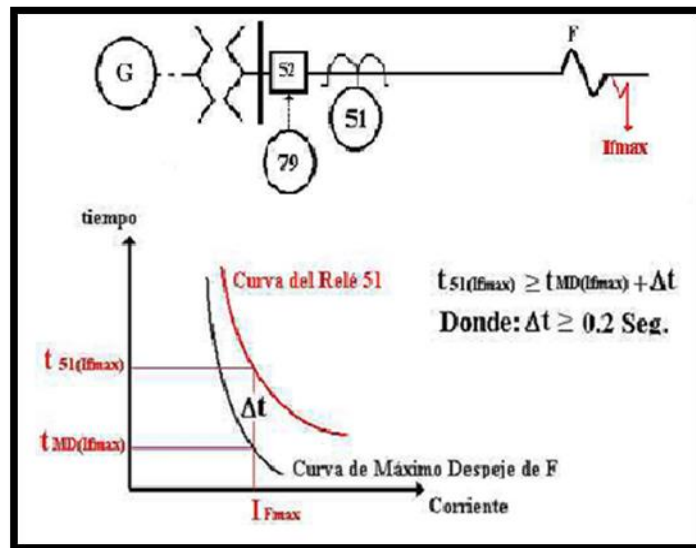 G
52
F
51
Ifmax
79
tiempo
Curva del Relé 51
t51(Ifmax) ≥ tMD(Ifmax) + Δt
Donde: Δt ≥ 0.2 Seg.
t 51(Ifmax)
Δt
tMD(Ifmax)
Curva de Máximo Despeje de F
I Fmax
Corriente